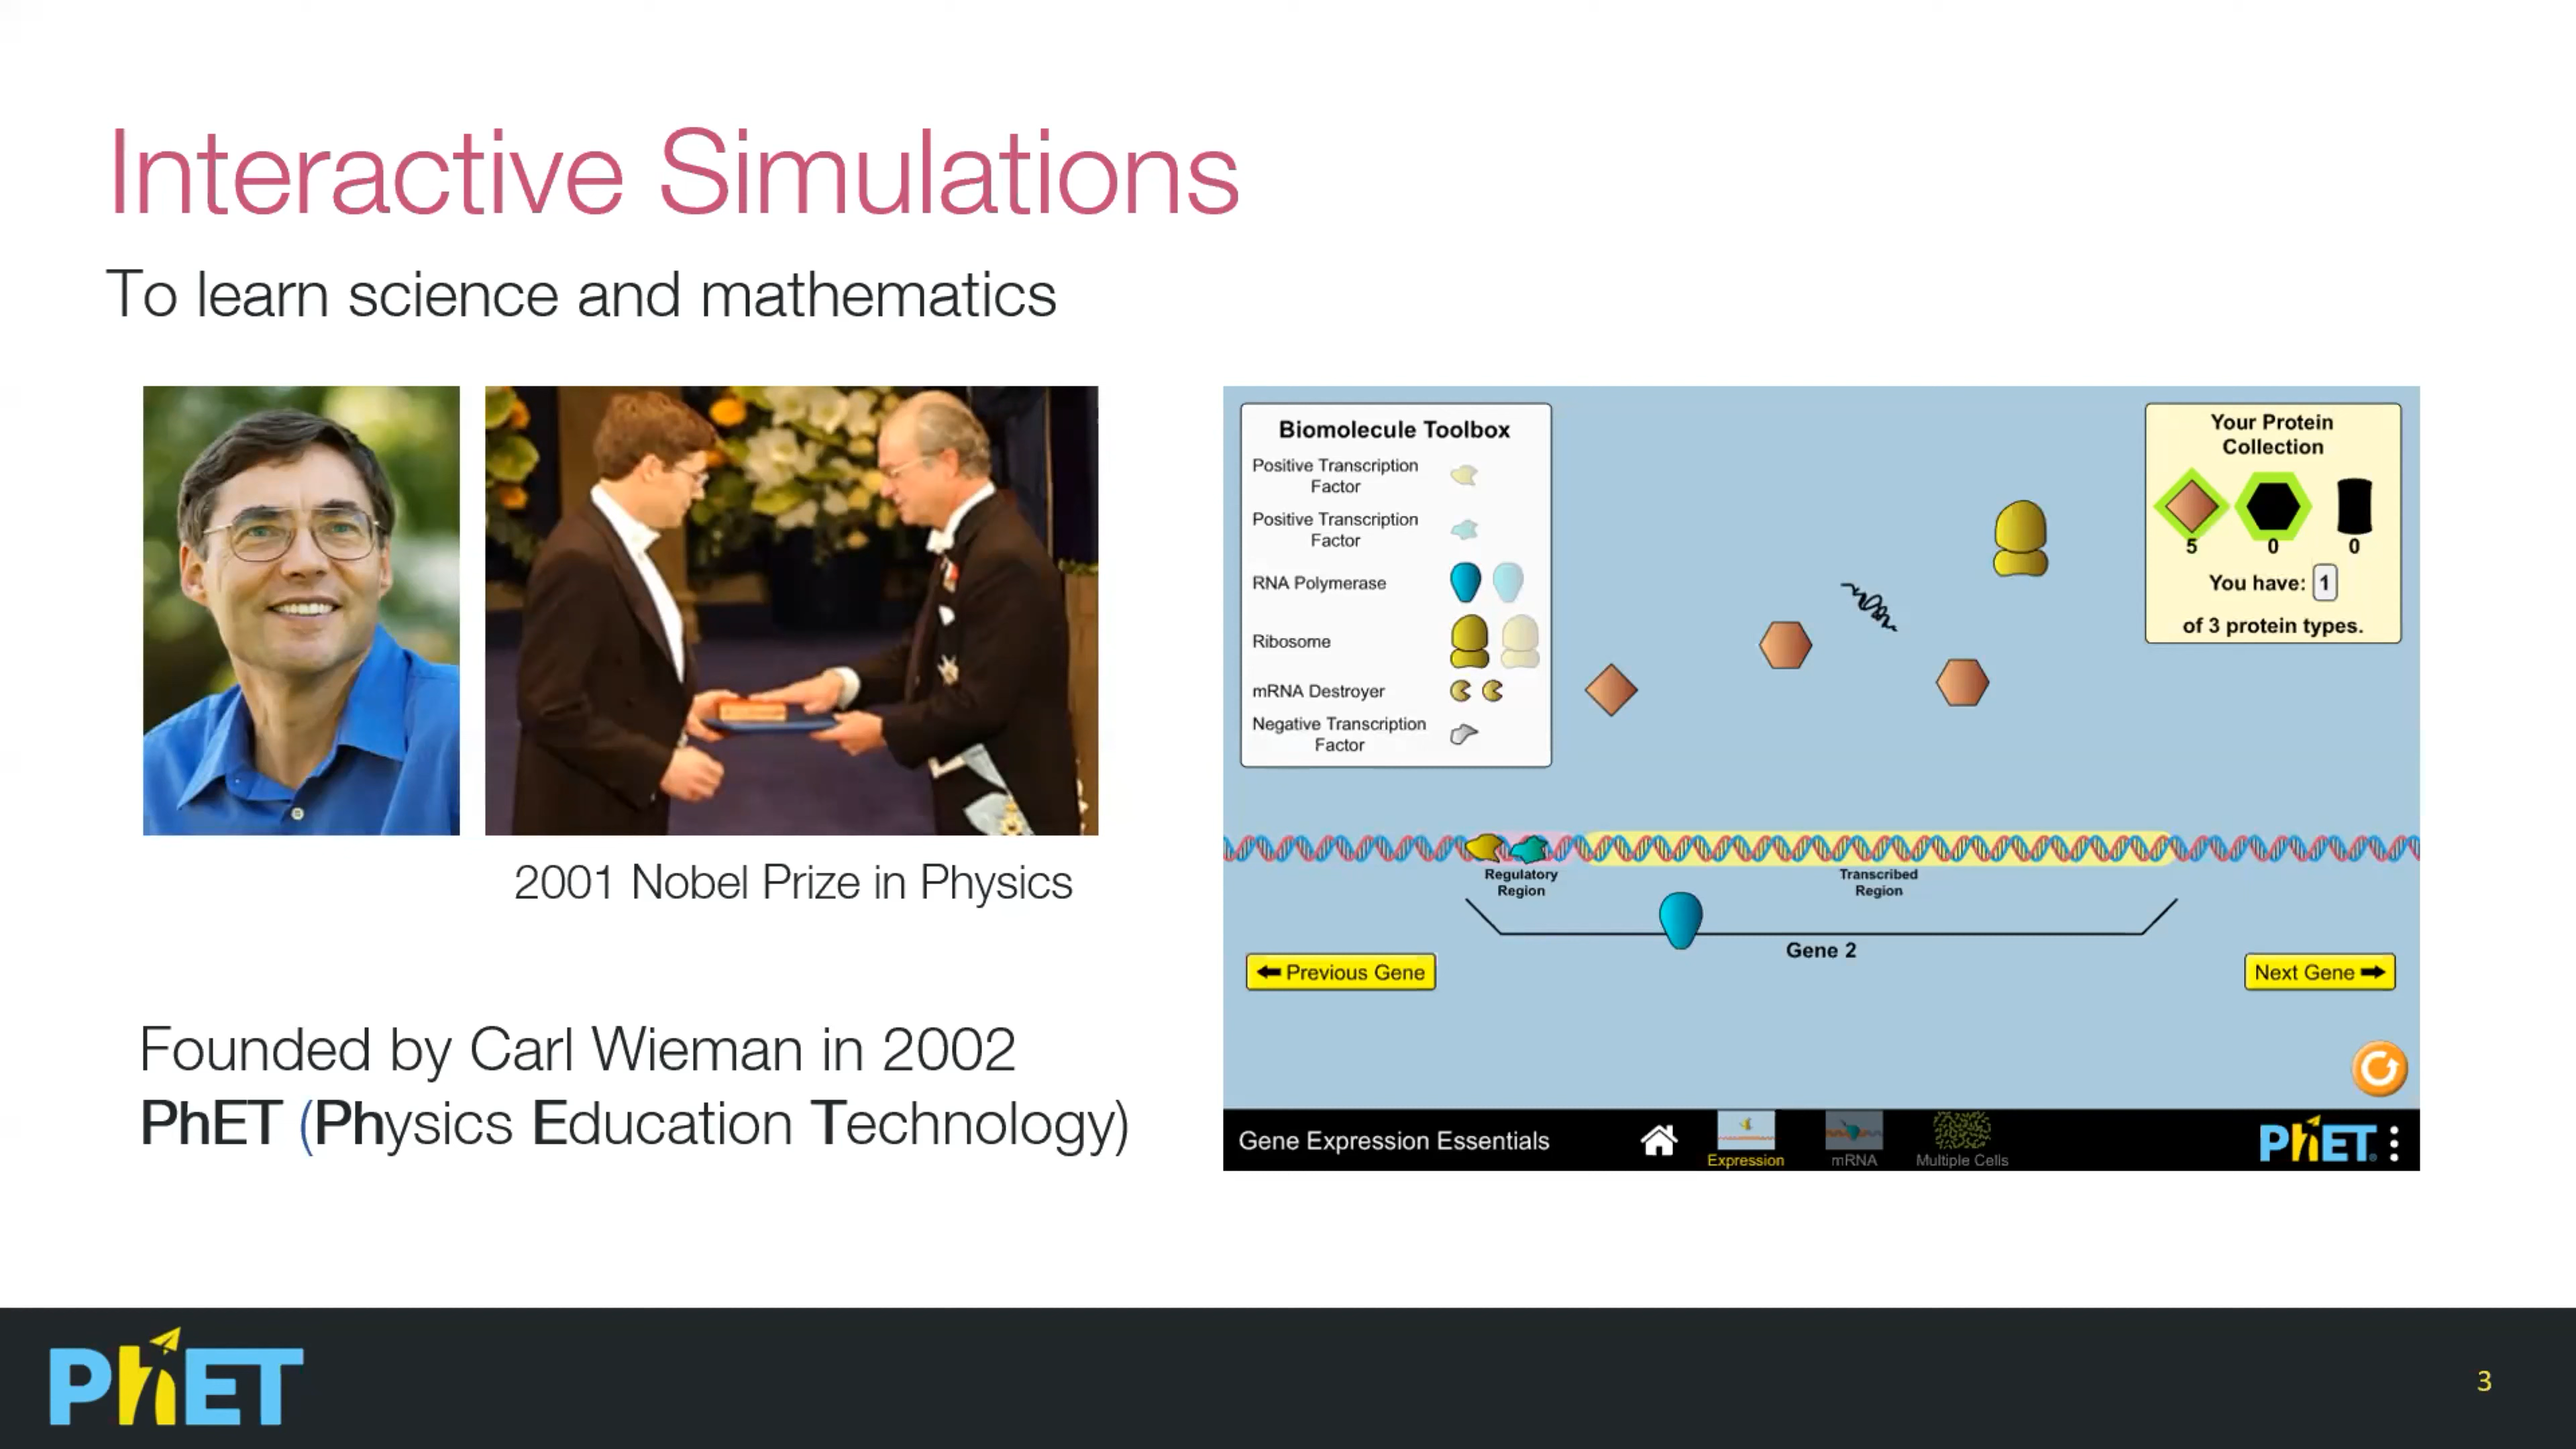 Interactive Simulations
To learn science and mathematics
2001 Nobel Prize in Physics
Founded by Carl Wieman in 2002
PhET (Physics Education Technology)
Biomolecule Toolbox
Positive Transcription
Factor
Positive Transcription
Factor
RNA Polymerase
Ribosome
mRNA Destroyer
Negative Transcription
Factor
Your Protein
Collection
5 0 0
You have: 1
of 3 protein types.
Regulatory
Region
Transcribed
Region
Gene 2
Previous Gene
Next Gene
Gene Expression Essentials
Expression
mRNA
Multiple Cells
PhET
PhET
3